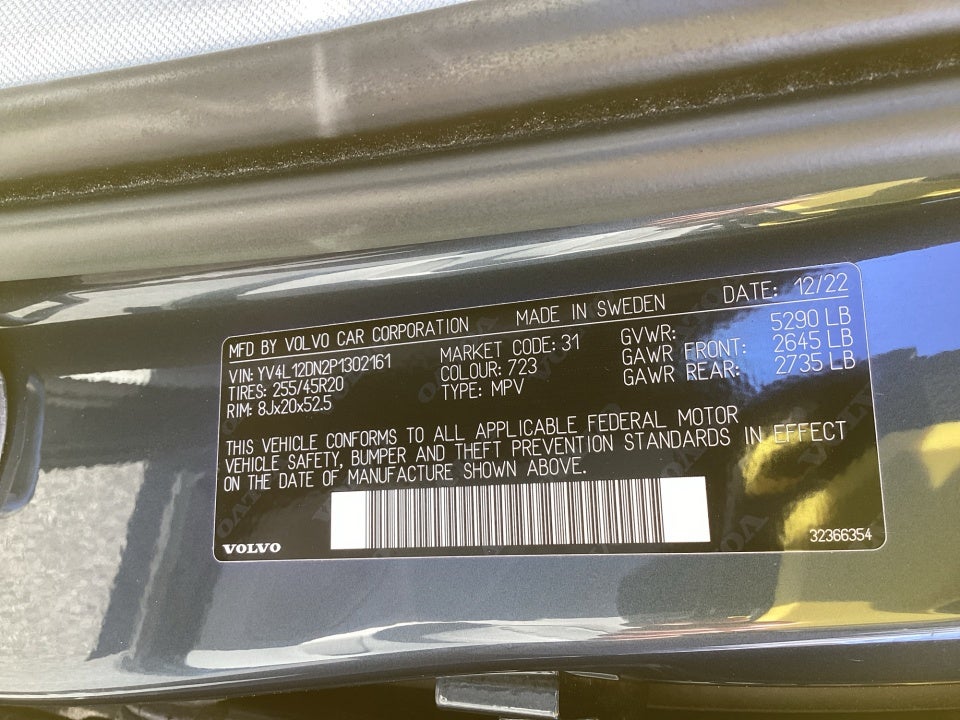 MFD BY VOLVO CAR CORPORATION MADE IN SWEDEN DATE: 12/22
VIN: YV4L12DN2P1302161 MARKET CODE: 31 GVWR: 5290 LB
TIRES: 255/45R20 COLOUR: 723 GAWR FRONT: 2645 LB
RIM: 8Jx20x52.5 TYPE: MPV GAWR REAR: 2735 LB
THIS VEHICLE CONFORMS TO ALL APPLICABLE FEDERAL MOTOR
VEHICLE SAFETY, BUMPER AND THEFT PREVENTION STANDARDS IN EFFECT
ON THE DATE OF MANUFACTURE SHOWN ABOVE.
VOLVO 32366354